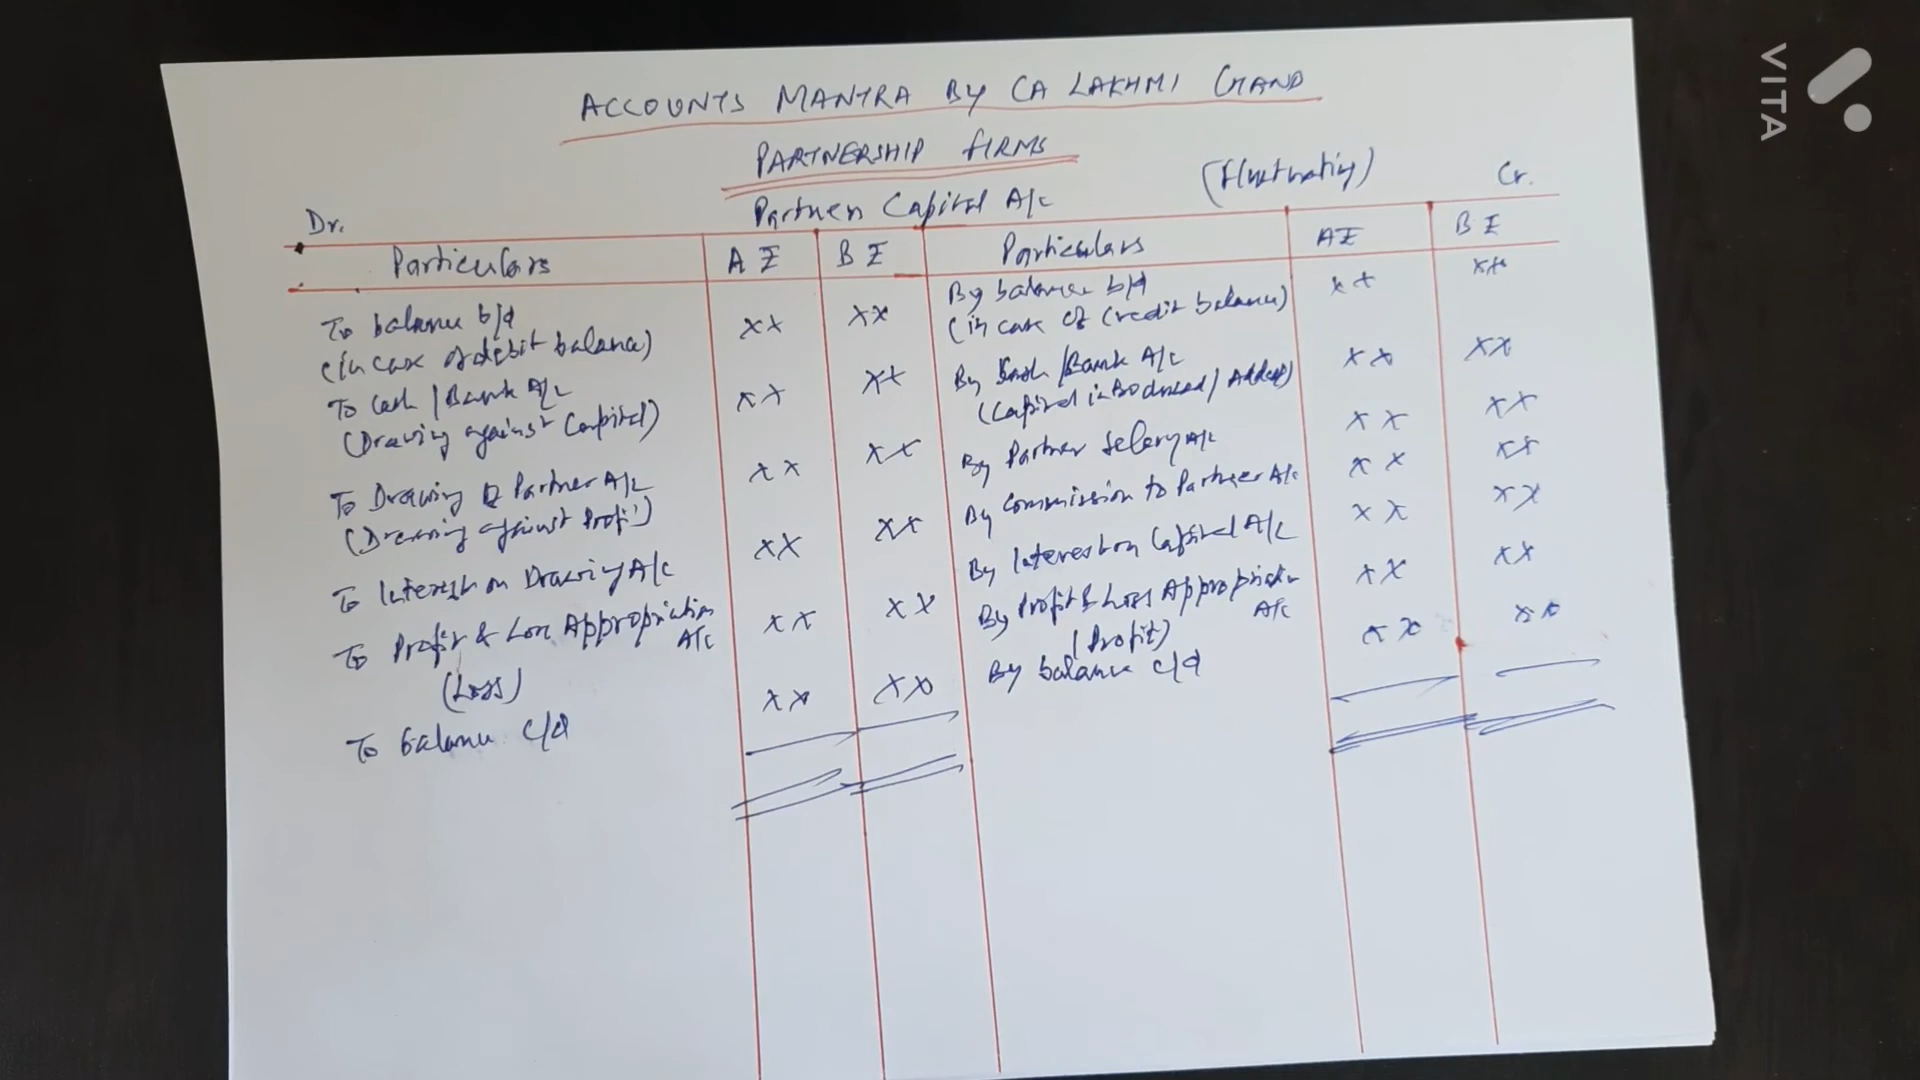 ACCOUNTS MANTRA BY CA LAKHMI CHAND
PARTNERSHIP FIRMS
Partner Capital A/c
(Fluctuating)
Dr.
Cr.
Particulars A ₹ B ₹ Particulars A ₹ B ₹
To balance b/d xx xx
(in case of debit balance)
To Cash / Bank A/c xx xx
(Drawing against Capital)
To Drawing Partner A/c xx xx
(Drawing against Profit)
To Interest on Drawing A/c xx xx
To Profit & Loss Appropriation xx xx
A/c
(Loss)
To balance c/d xx xx
By balance b/d xx xx
(in case of Credit balance)
By Cash / Bank A/c xx xx
(Capital introduced / Added)
By Partner Salary A/c xx xx
By Commission to Partner A/c xx xx
By Interest on Capital A/c xx xx
By Profit & Loss Appropriation xx xx
A/c
(Profit)
By balance c/d xx xx
VITA